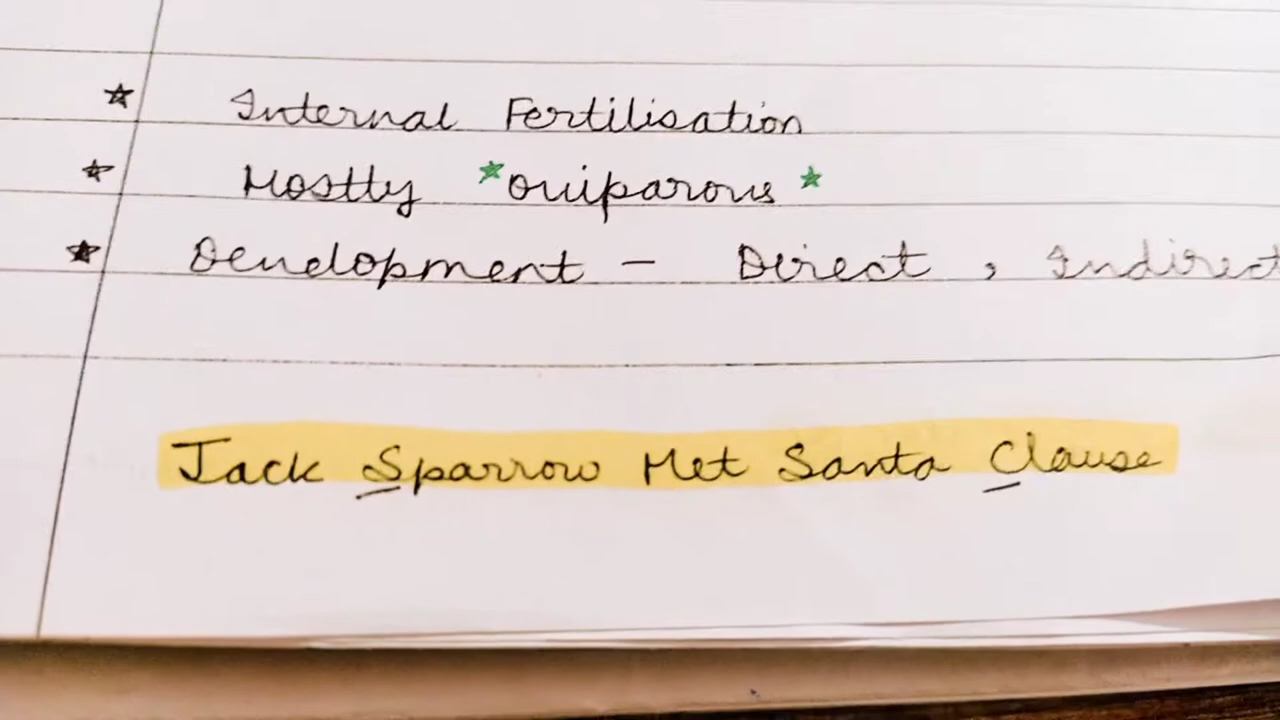 Internal Fertilisation
Mostly *oviparous*
Development - Direct, Indirect
Jack Sparrow Met Santa Clause